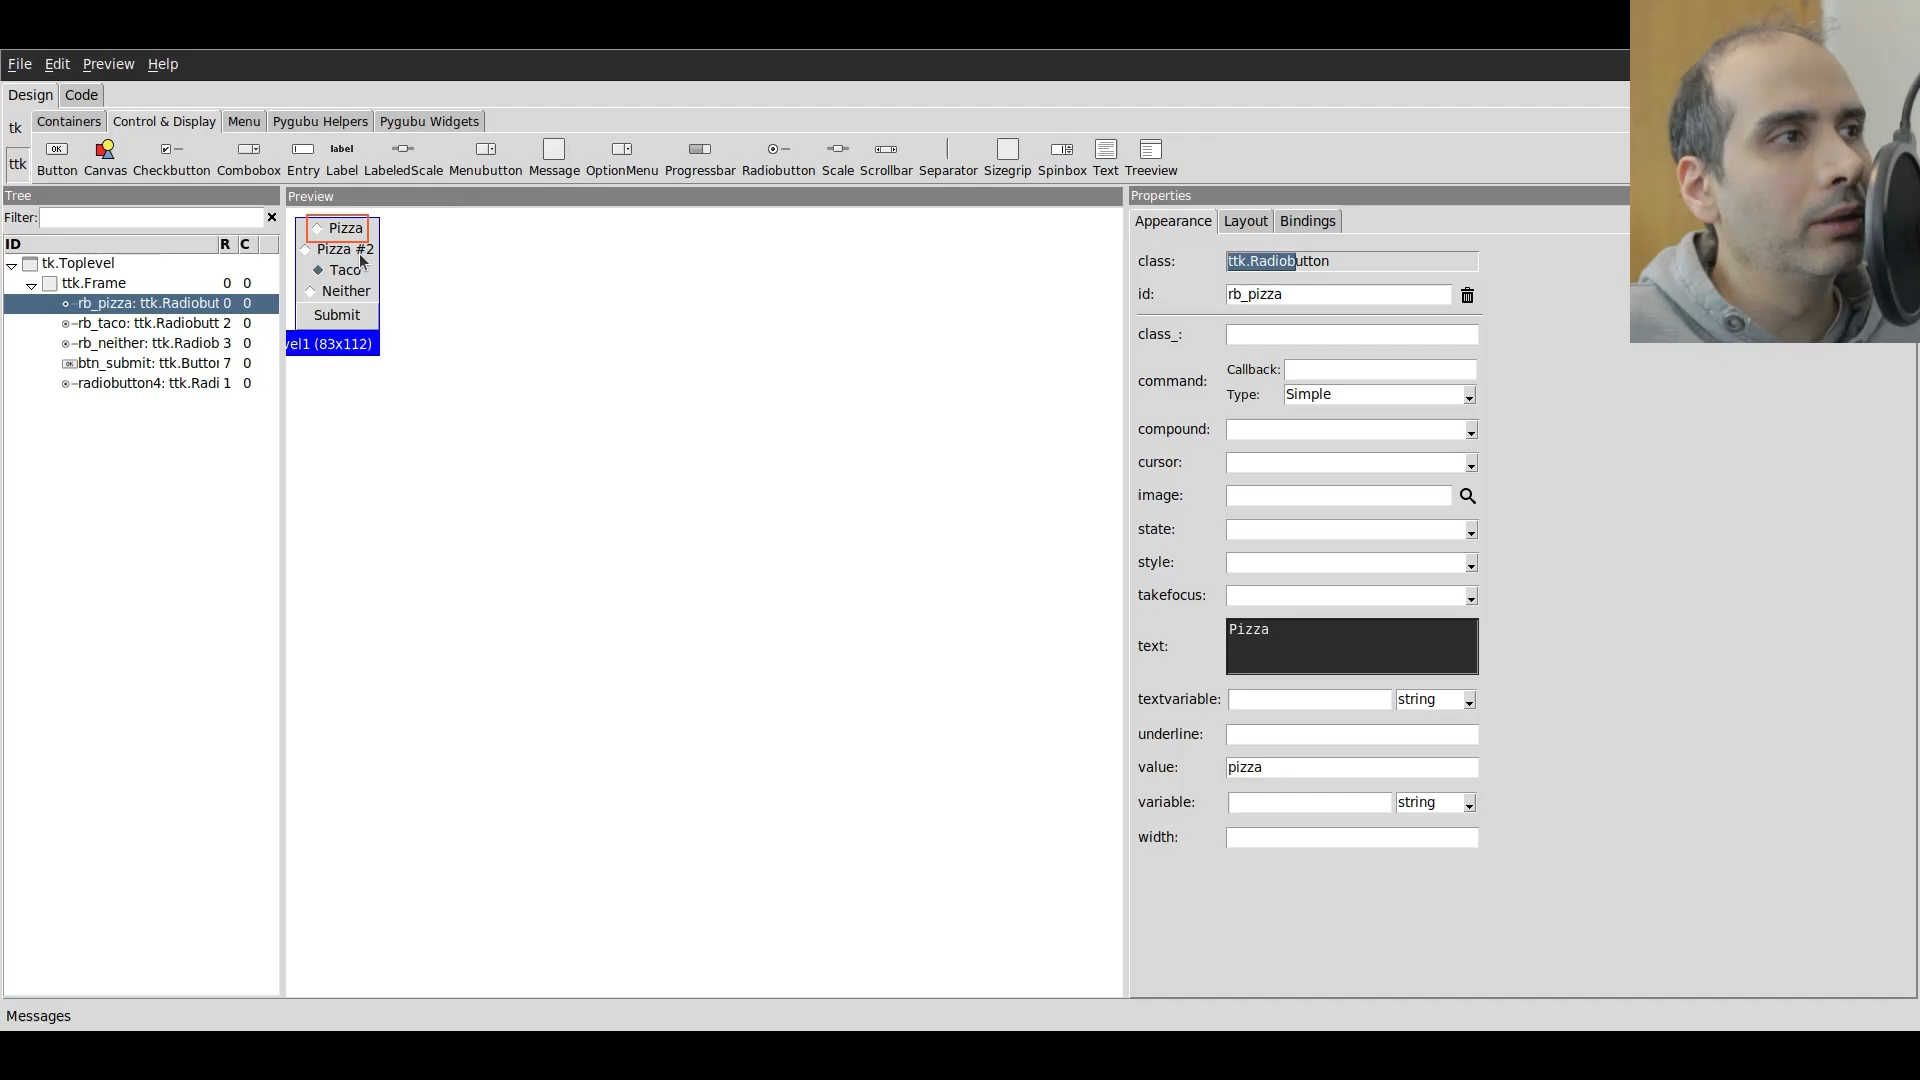 File Edit Preview Help
Design Code
tk
ttk
Containers Control & Display Menu Pygubu Helpers Pygubu Widgets
OK label
Button Canvas Checkbutton Combobox Entry Label LabeledScale Menubutton Message OptionMenu Progressbar Radiobutton Scale Scrollbar Separator Sizegrip Spinbox Text Treeview
Tree
Filter:
ID R C
tk.Toplevel
ttk.Frame 0 0
rb_pizza: ttk.Radiobut 0 0
rb_taco: ttk.Radiobutt 2 0
rb_neither: ttk.Radiob 3 0
btn_submit: ttk.Buttor 7 0
radiobutton4: ttk.Radi 1 0
Preview
Pizza
Pizza #2
Taco
Neither
Submit
vel1 (83x112)
Properties
Appearance Layout Bindings
class: ttk.Radiobutton
id: rb_pizza
class_:
command: Callback:
Type: Simple
compound:
cursor:
image:
state:
style:
takefocus:
text: Pizza
textvariable: string
underline:
value: pizza
variable: string
width:
Messages